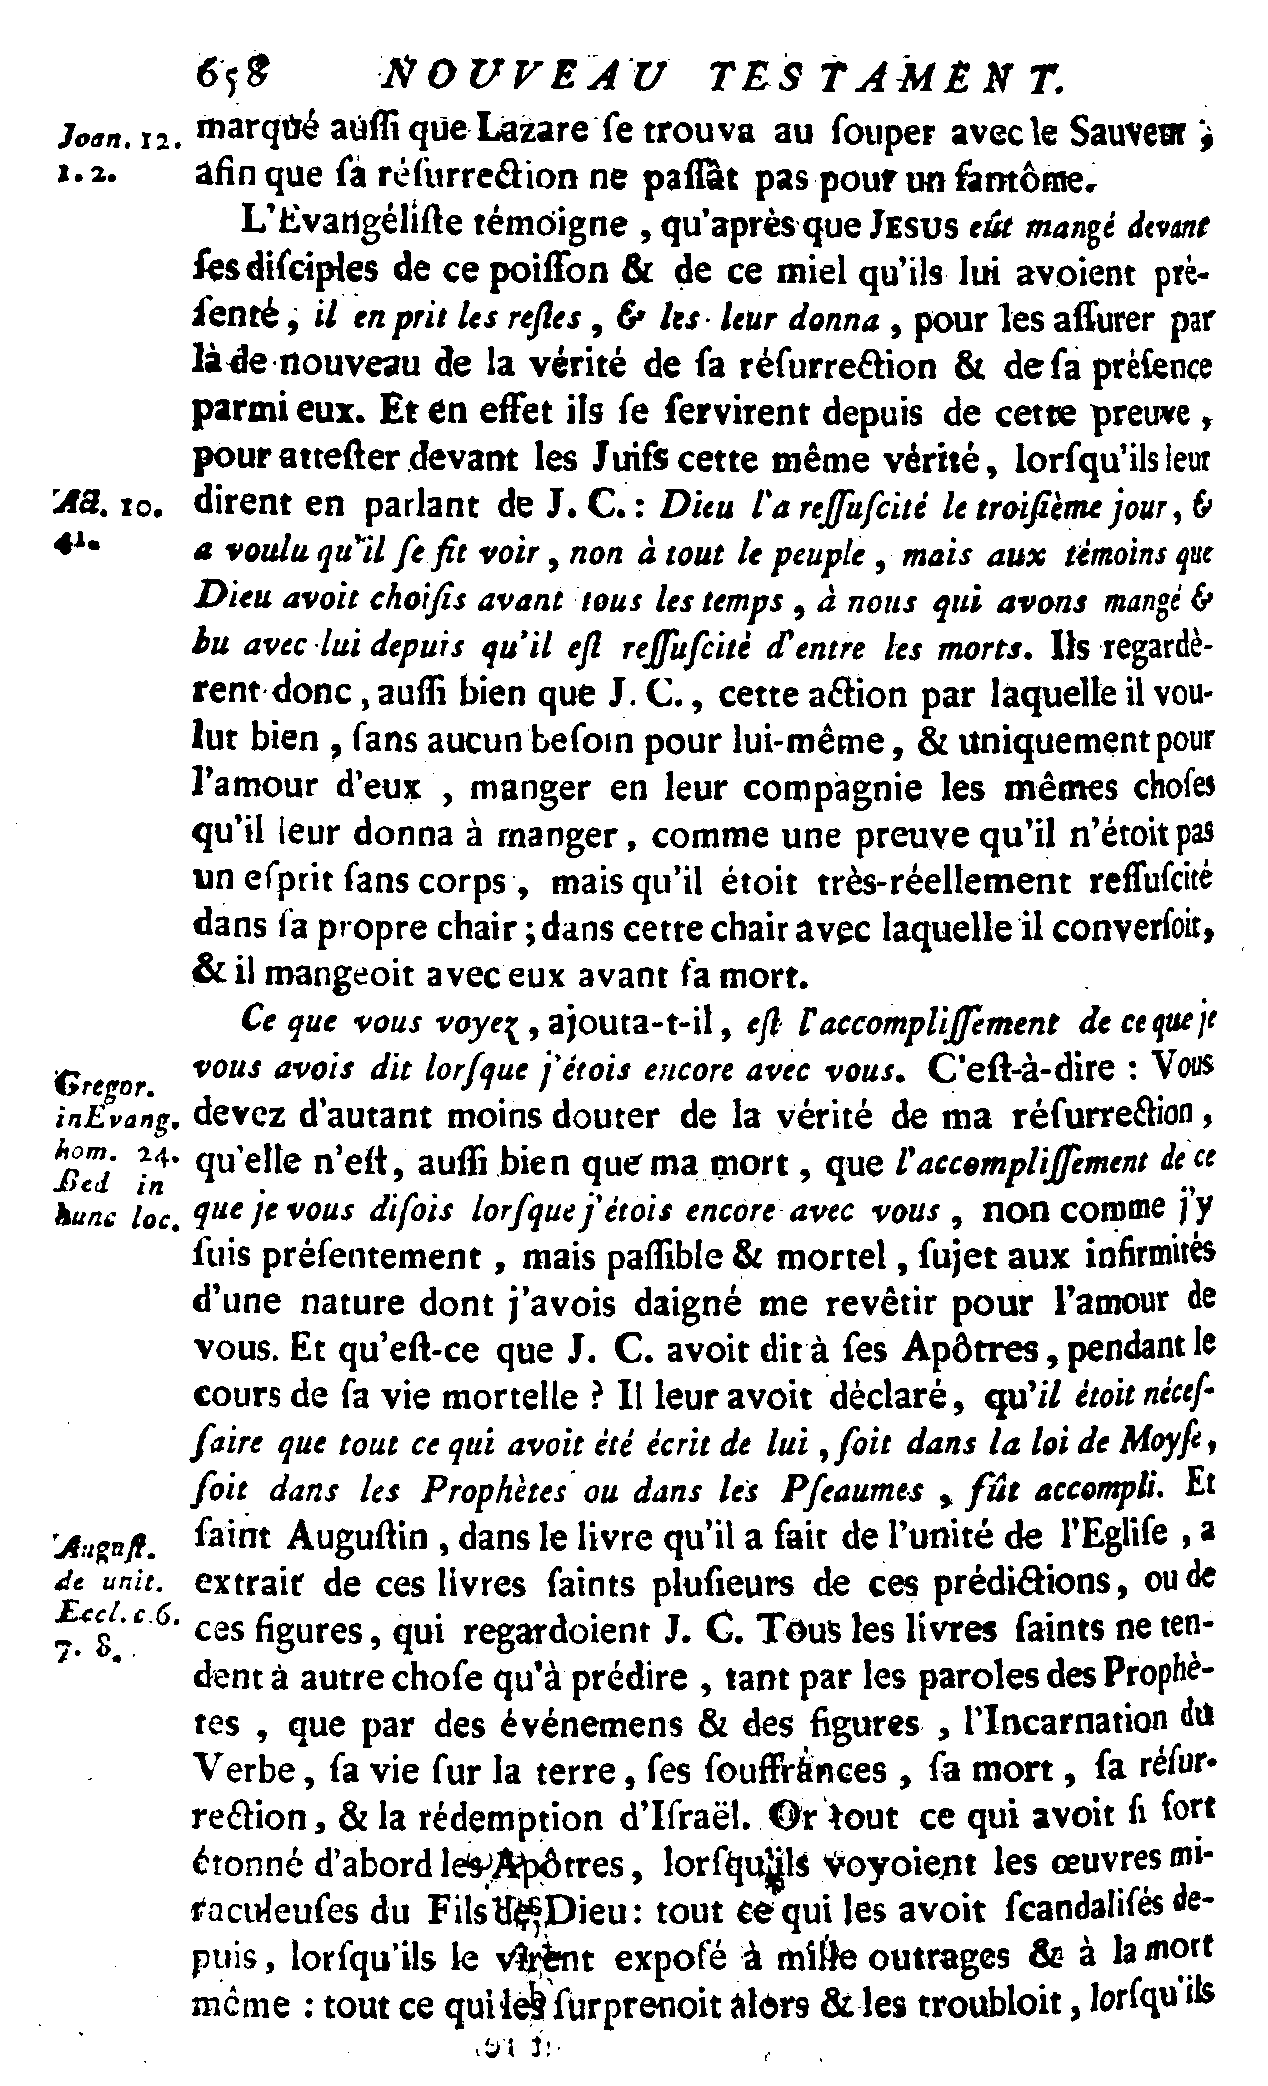 658 NOUVEAU TESTAMENT.
Joan. 12. marqué auſſi que Lazare ſe trouva au ſouper avec le Sauveur ;
1. 2. afin que ſa réſurrection ne paſſât pas pour un fantôme.
L'Evangéliſte témoigne , qu'après que JESUS eût mangé devant
ſes diſciples de ce poiſſon & de ce miel qu'ils lui avoient pré-
ſenté , il en prit les reſtes , & les leur donna , pour les aſſurer par
là de nouveau de la vérité de ſa réſurrection & de ſa préſence
parmi eux. Et en effet ils ſe ſervirent depuis de cette preuve ,
pour atteſter devant les Juifs cette même vérité, lorſqu'ils leur
Act. 10. dirent en parlant de J. C. : Dieu l'a reſſuſcité le troiſième jour, &
41. a voulu qu'il ſe fit voir , non à tout le peuple , mais aux témoins que
Dieu avoit choiſis avant tous les temps , à nous qui avons mangé &
bu avec lui depuis qu'il eſt reſſuſcité d'entre les morts. Ils regardè-
rent donc , auſſi bien que J. C. , cette action par laquelle il vou-
lut bien , ſans aucun beſoin pour lui-même , & uniquement pour
l'amour d'eux , manger en leur compagnie les mêmes choſes
qu'il leur donna à manger , comme une preuve qu'il n'étoit pas
un eſprit ſans corps , mais qu'il étoit très-réellement reſſuſcité
dans ſa propre chair ; dans cette chair avec laquelle il converſoit,
& il mangeoit avec eux avant ſa mort.
Ce que vous voyez , ajouta-t-il , eſt l'accompliſſement de ce que je
vous avois dit lorſque j'étois encore avec vous. C'eſt-à-dire : Vous
Gregor.
in Evang. devez d'autant moins douter de la vérité de ma réſurrection ,
hom. 24. qu'elle n'eſt, auſſi bien que ma mort , que l'accompliſſement de ce
Bed in
hunc loc. que je vous diſois lorſque j'étois encore avec vous , non comme j'y
ſuis préſentement , mais paſſible & mortel , ſujet aux infirmités
d'une nature dont j'avois daigné me revêtir pour l'amour de
vous. Et qu'eſt-ce que J. C. avoit dit à ſes Apôtres , pendant le
cours de ſa vie mortelle ? Il leur avoit déclaré, qu'il étoit néceſ-
ſaire que tout ce qui avoit été écrit de lui , ſoit dans la loi de Moyſe,
ſoit dans les Prophètes ou dans les Pſeaumes , fût accompli. Et
Auguſt. ſaint Auguſtin , dans le livre qu'il a fait de l'unité de l'Egliſe , a
de unit. extrait de ces livres ſaints pluſieurs de ces prédictions, ou de
Eccl. c. 6. ces figures, qui regardoient J. C. Tous les livres ſaints ne ten-
7. 8. dent à autre choſe qu'à prédire , tant par les paroles des Prophè-
tes , que par des événemens & des figures , l'Incarnation du
Verbe , ſa vie ſur la terre , ſes ſouffrances , ſa mort , ſa réſur-
rection , & la rédemption d'Iſraël. Or tout ce qui avoit ſi fort
étonné d'abord les Apôtres, lorſqu'ils voyoient les œuvres mi-
raculeuſes du Fils de Dieu : tout ce qui les avoit ſcandaliſés de-
puis , lorſqu'ils le virent expoſé à mille outrages & à la mort
même : tout ce qui les ſurprenoit alors & les troubloit , lorſqu'ils